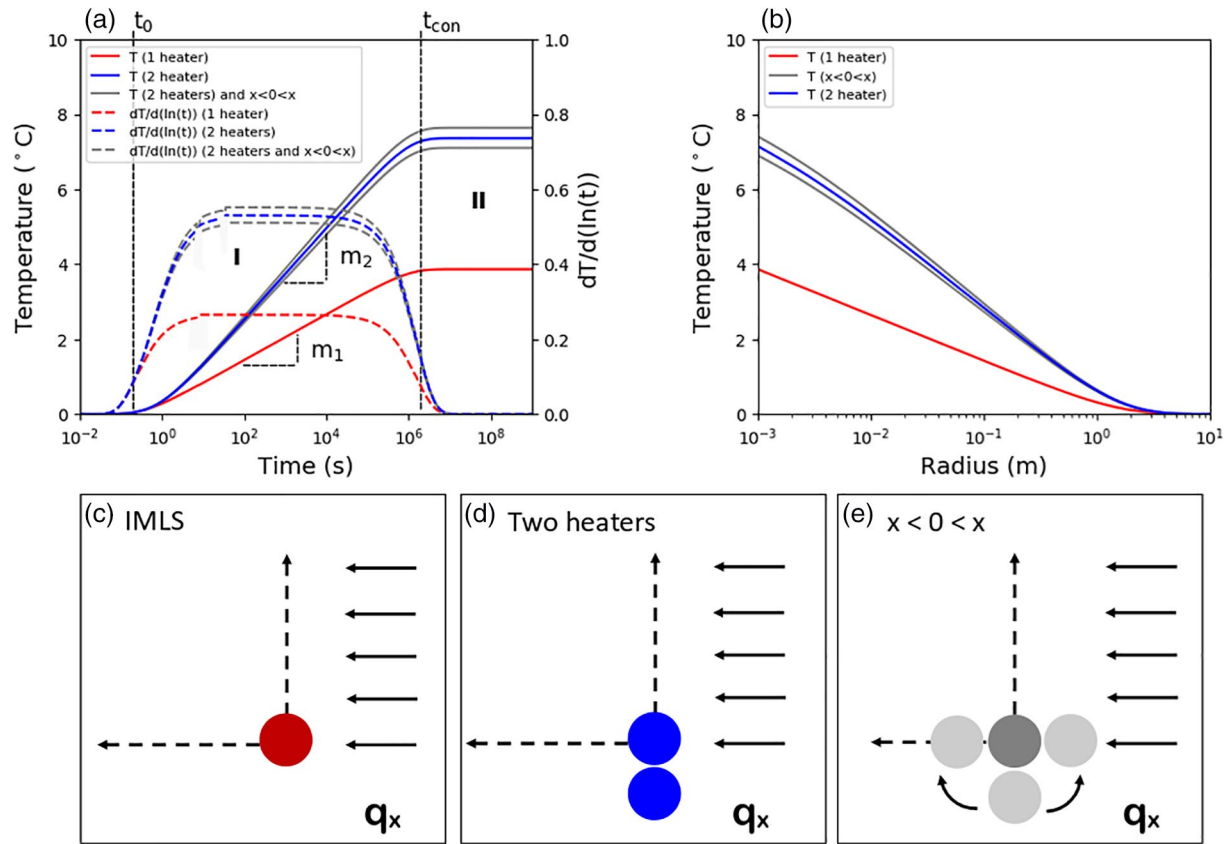 (a)
t0
tcon
T (1 heater)
T (2 heater)
T (2 heaters) and x<0<x
dT/d(ln(t)) (1 heater)
dT/d(ln(t)) (2 heaters)
dT/d(ln(t)) (2 heaters and x<0<x)
I
II
m2
m1
10
8
6
4
2
0
Temperature (°C)
1.0
0.8
0.6
0.4
0.2
0.0
dT/d(ln(t))
10⁻² 10⁰ 10² 10⁴ 10⁶ 10⁸
Time (s)
(b)
T (1 heater)
T (x<0<x)
T (2 heater)
10
8
6
4
2
0
Temperature (°C)
10⁻³ 10⁻² 10⁻¹ 10⁰ 10¹
Radius (m)
(c) IMLS
qx
(d) Two heaters
qx
(e) x < 0 < x
qx